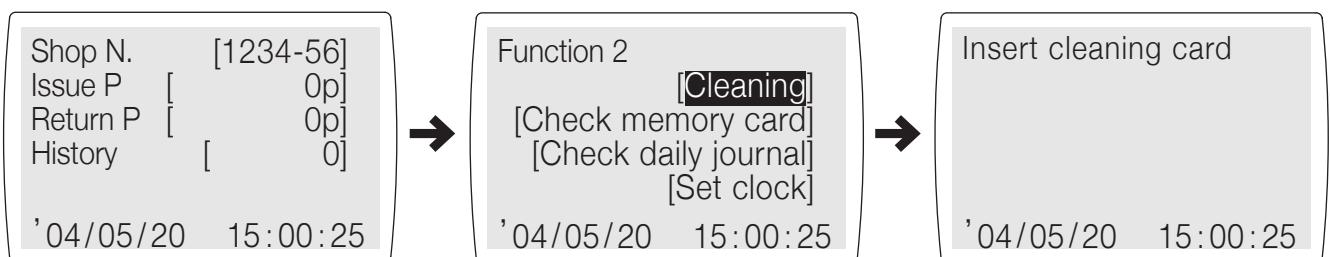 Shop N. [1234-56]
Issue P [ 0p]
Return P [ 0p]
History [ 0]
’04/05/20 15:00:25
Function 2
[Cleaning]
[Check memory card]
[Check daily journal]
[Set clock]
’04/05/20 15:00:25
Insert cleaning card
’04/05/20 15:00:25